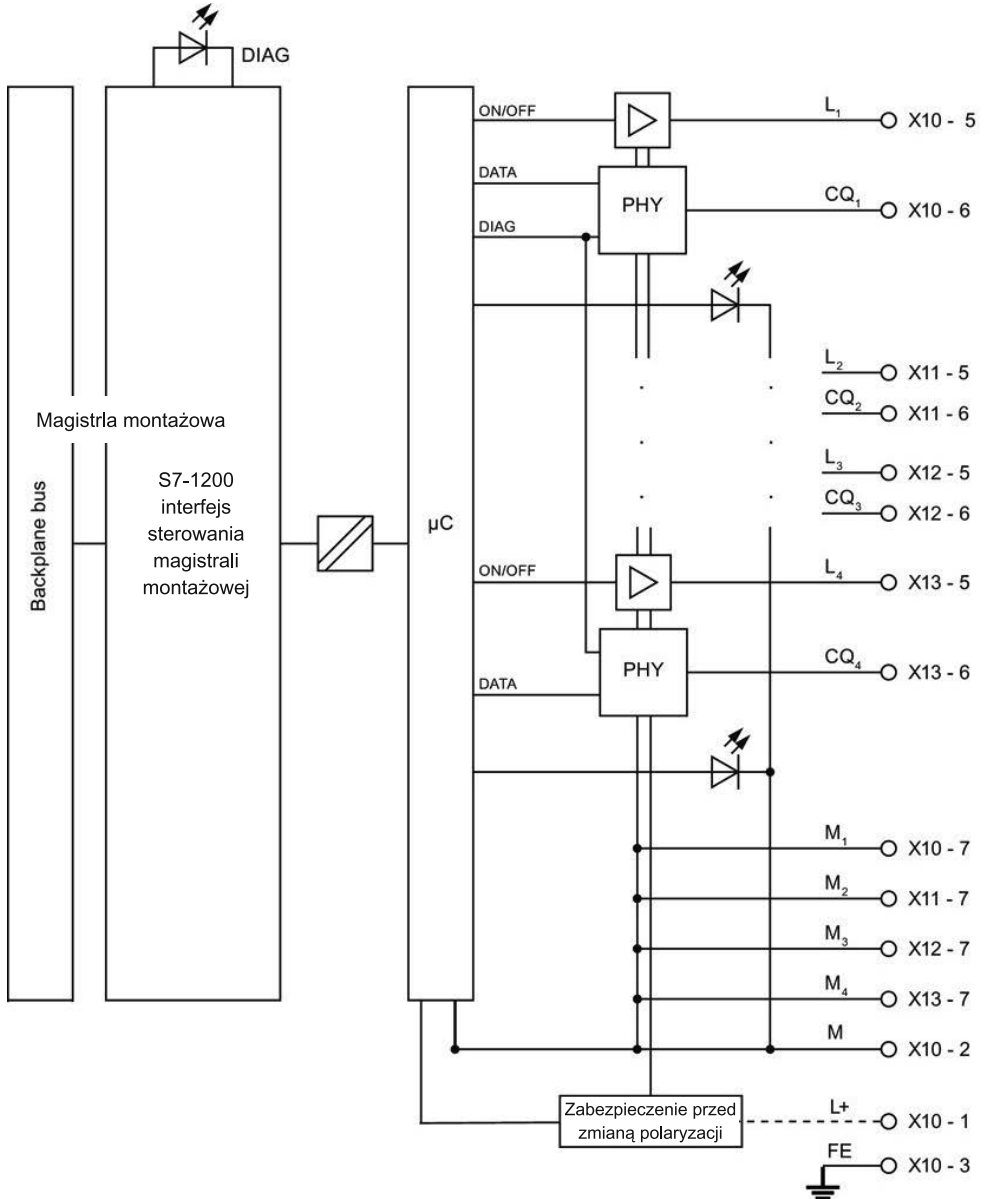 DIAG
ON/OFF
L₁
X10 - 5
DATA
PHY
CQ₁
X10 - 6
DIAG
L₂
X11 - 5
CQ₂
X11 - 6
L₃
X12 - 5
CQ₃
X12 - 6
Magistrla montażowa
Backplane bus
S7-1200
interfejs
sterowania
magistrali
montażowej
µC
ON/OFF
L₄
X13 - 5
PHY
CQ₄
X13 - 6
DATA
M₁
X10 - 7
M₂
X11 - 7
M₃
X12 - 7
M₄
X13 - 7
M
X10 - 2
Zabezpieczenie przed
zmianą polaryzacji
L+
X10 - 1
FE
X10 - 3